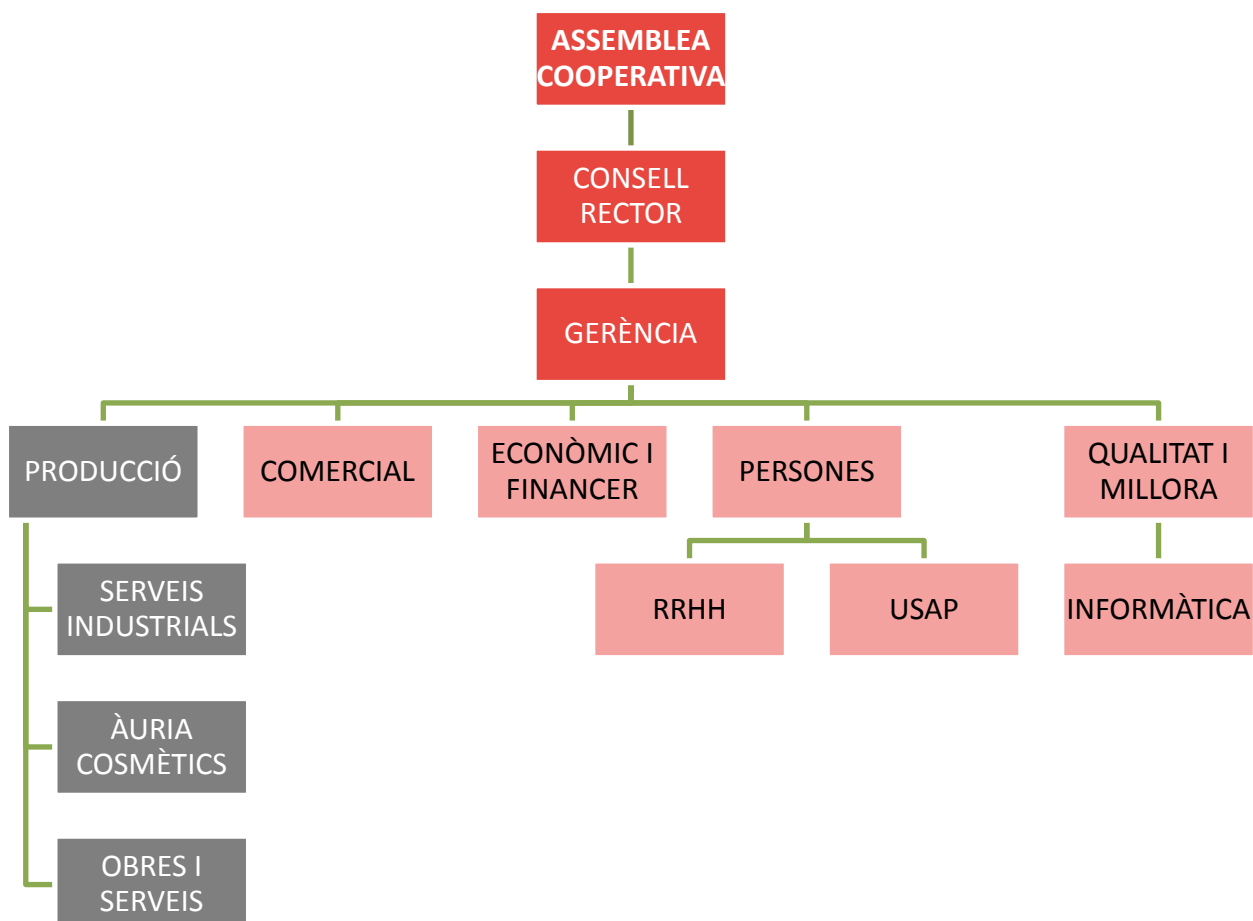 ASSEMBLEA
COOPERATIVA
CONSELL
RECTOR
GERÈNCIA
PRODUCCIÓ
COMERCIAL
ECONÒMIC I
FINANCER
PERSONES
QUALITAT I
MILLORA
SERVEIS
INDUSTRIALS
RRHH
USAP
INFORMÀTICA
ÀURIA
COSMÈTICS
OBRES I
SERVEIS